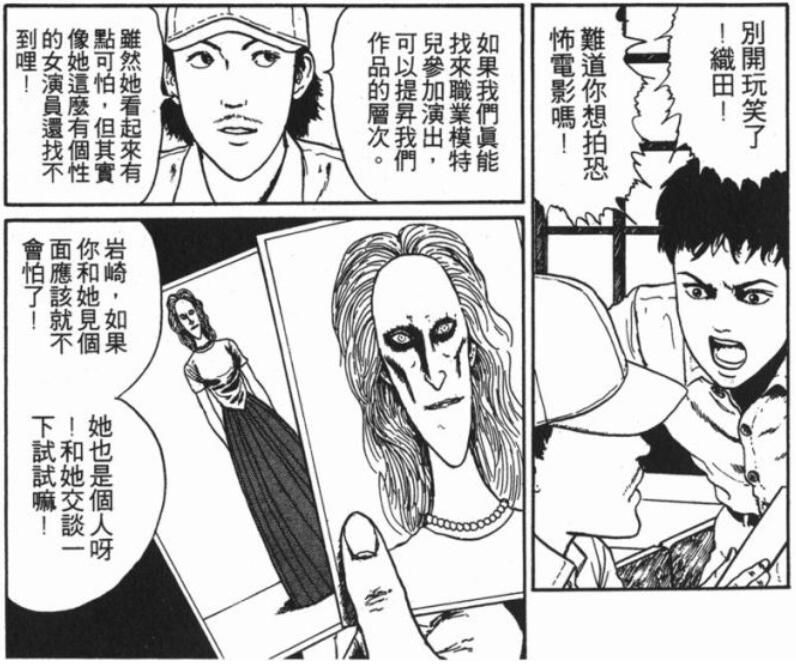 別開玩笑了
！織田！
難道你想拍恐
怖電影嗎！
如果我們真能
找來職業模特
兒參加演出，
可以提昇我們
作品的層次。
雖然她看起來有
點可怕，但其實
像她這麼有個性
的女演員還找不
到哩！
岩崎，如果
你和她見個
面應該就不
會怕了！
她也是個人呀
！和她交談一
下試試嘛！